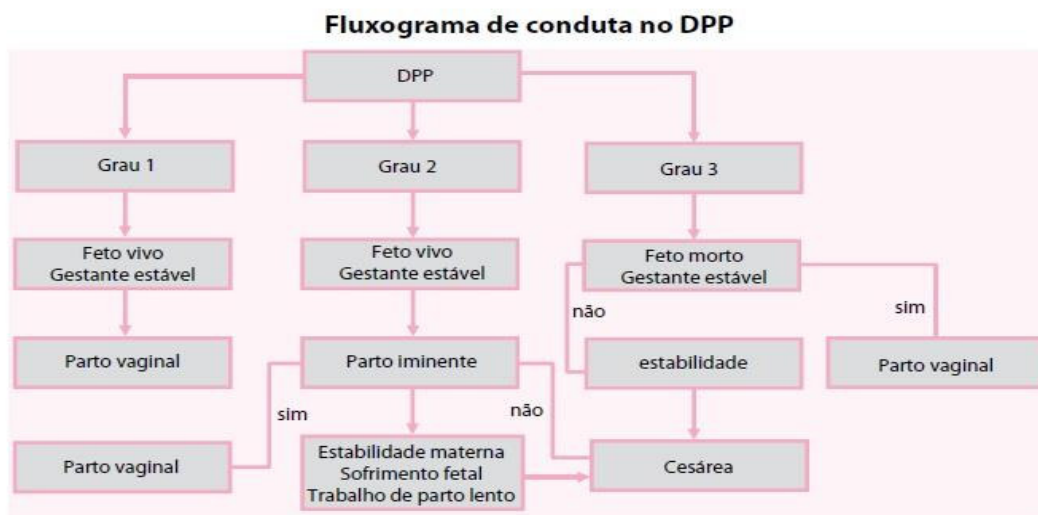 Fluxograma de conduta no DPP
DPP
Grau 1
Grau 2
Grau 3
Feto vivo
Gestante estável
Feto vivo
Gestante estável
Feto morto
Gestante estável
não
sim
Parto vaginal
Parto iminente
estabilidade
Parto vaginal
sim
não
Parto vaginal
Estabilidade materna
Sofrimento fetal
Trabalho de parto lento
Cesárea